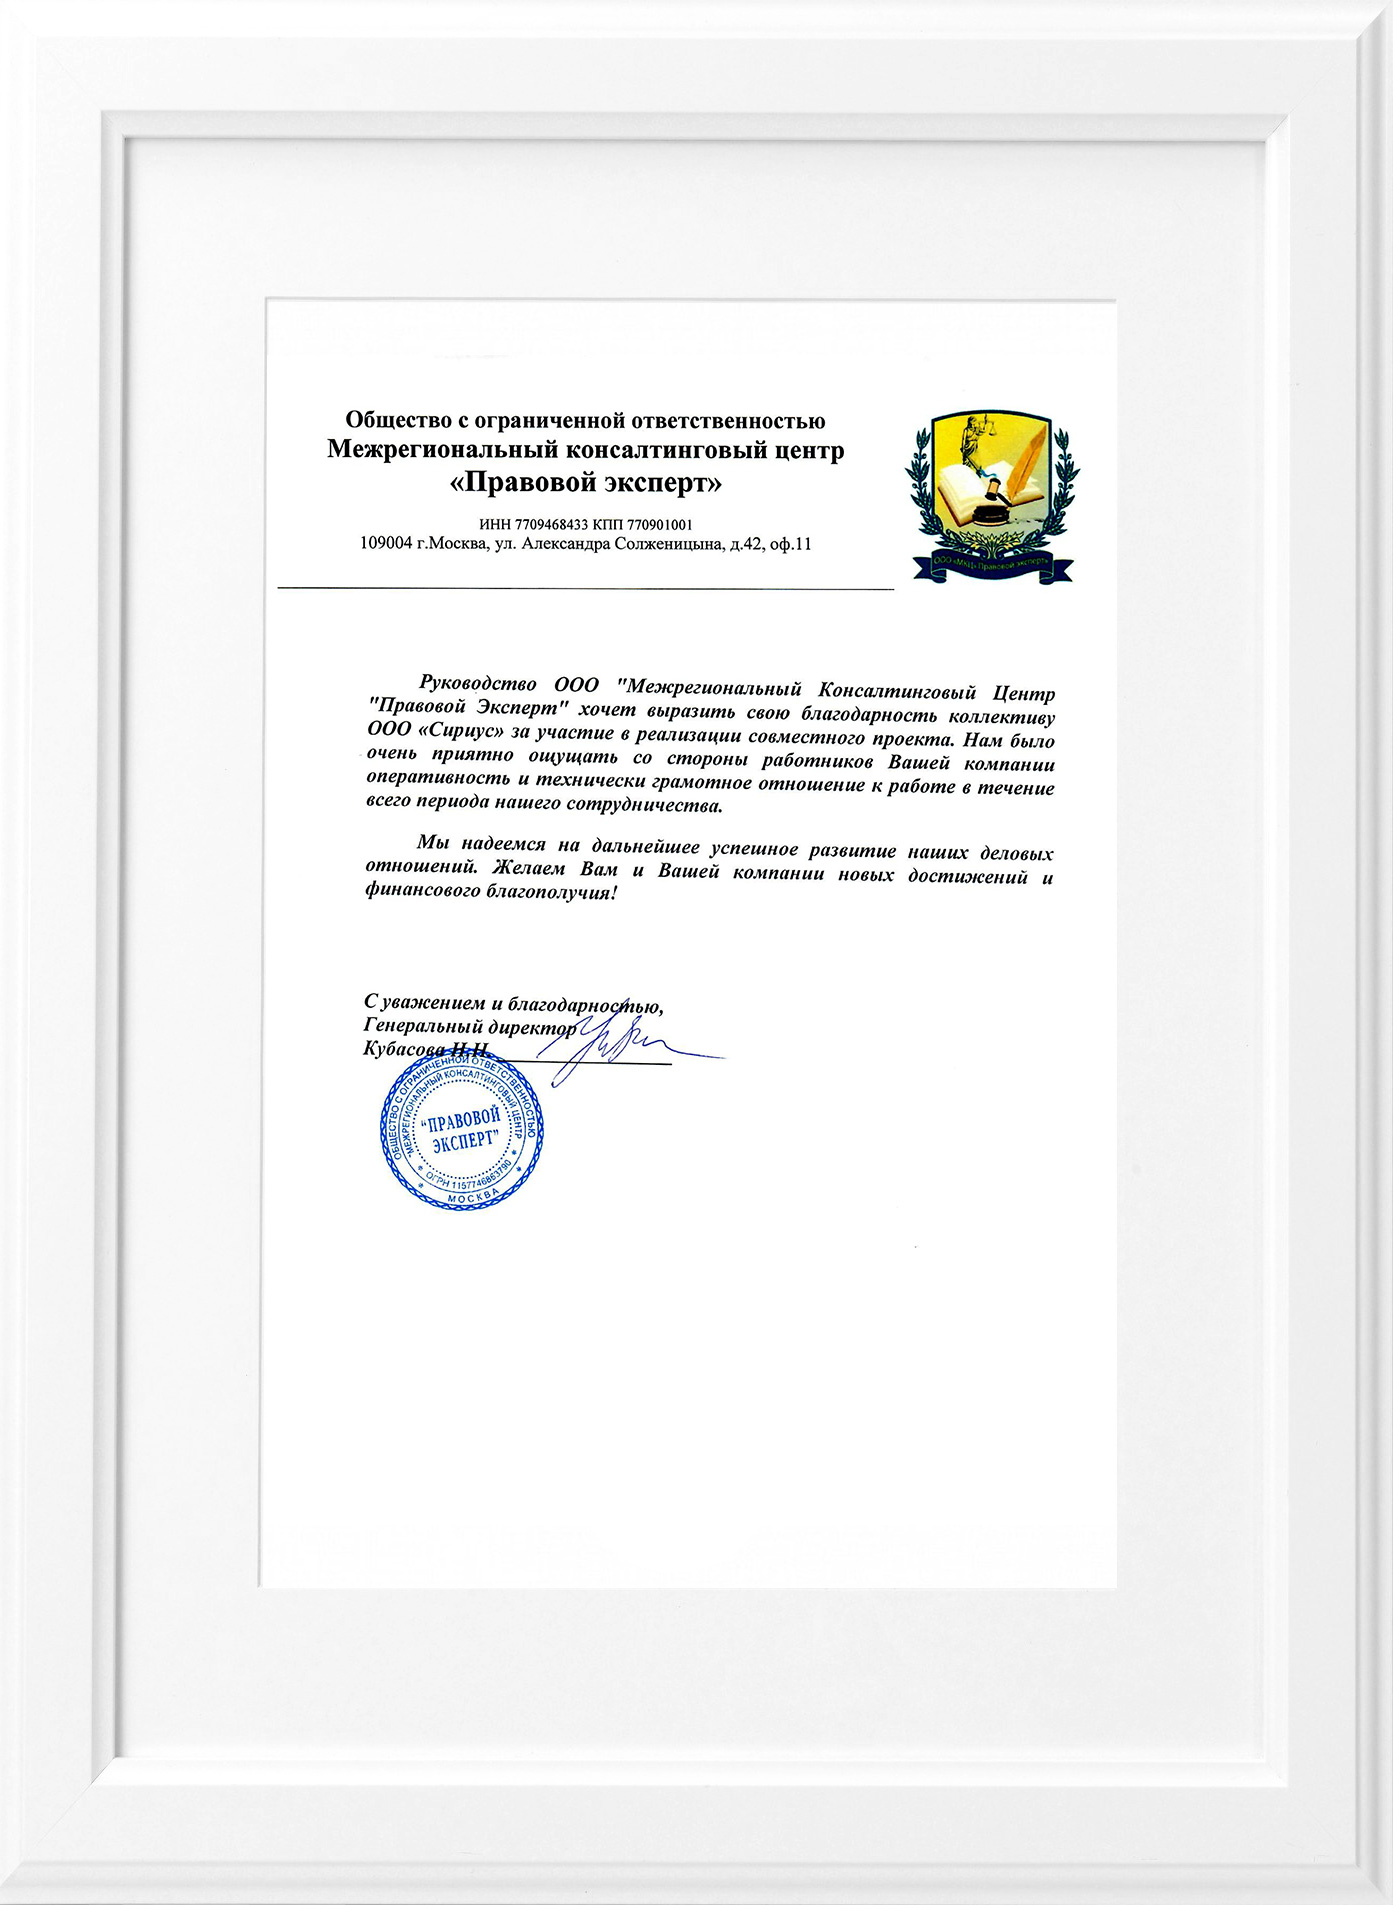 Общество с ограниченной ответственностью
Межрегиональный консалтинговый центр
«Правовой эксперт»
ИНН 7709468433 КПП 770901001
109004 г.Москва, ул. Александра Солженицына, д.42, оф.11
ООО «МКЦ» Правовой эксперт»
Руководство ООО "Межрегиональный Консалтинговый Центр
"Правовой Эксперт" хочет выразить свою благодарность коллективу
ООО «Сириус» за участие в реализации совместного проекта. Нам было
очень приятно ощущать со стороны работников Вашей компании
оперативность и технически грамотное отношение к работе в течение
всего периода нашего сотрудничества.
Мы надеемся на дальнейшее успешное развитие наших деловых
отношений. Желаем Вам и Вашей компании новых достижений и
финансового благополучия!
С уважением и благодарностью,
Генеральный директор
Кубасова Н.Н.
ОБЩЕСТВО С ОГРАНИЧЕННОЙ ОТВЕТСТВЕННОСТЬЮ
МЕЖРЕГИОНАЛЬНЫЙ КОНСАЛТИНГОВЫЙ ЦЕНТР
"ПРАВОВОЙ
ЭКСПЕРТ"
* ОГРН 1157746863790 *
* МОСКВА *